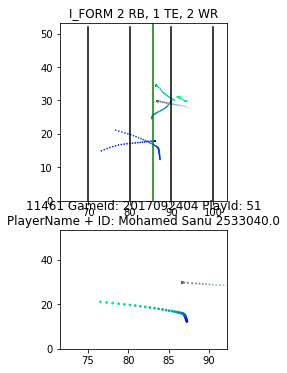 I_FORM 2 RB, 1 TE, 2 WR
50
40
30
20
10
0
70 80 90 100
11461 GameId: 2017092404 PlayId: 51
PlayerName + ID: Mohamed Sanu 2533040.0
40
20
0
75 80 85 90